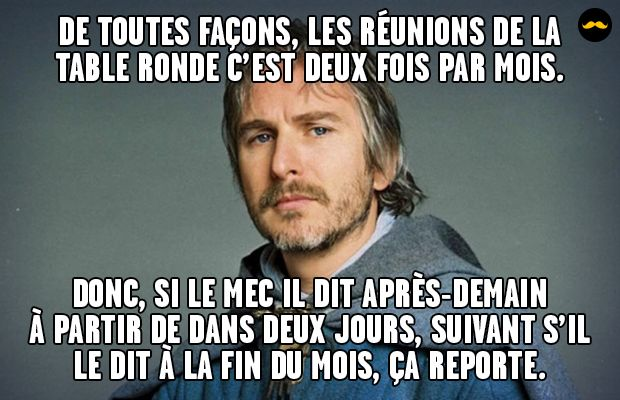 DE TOUTES FAÇONS, LES RÉUNIONS DE LA
TABLE RONDE C'EST DEUX FOIS PAR MOIS.
DONC, SI LE MEC IL DIT APRÈS-DEMAIN
À PARTIR DE DANS DEUX JOURS, SUIVANT S'IL
LE DIT À LA FIN DU MOIS, ÇA REPORTE.